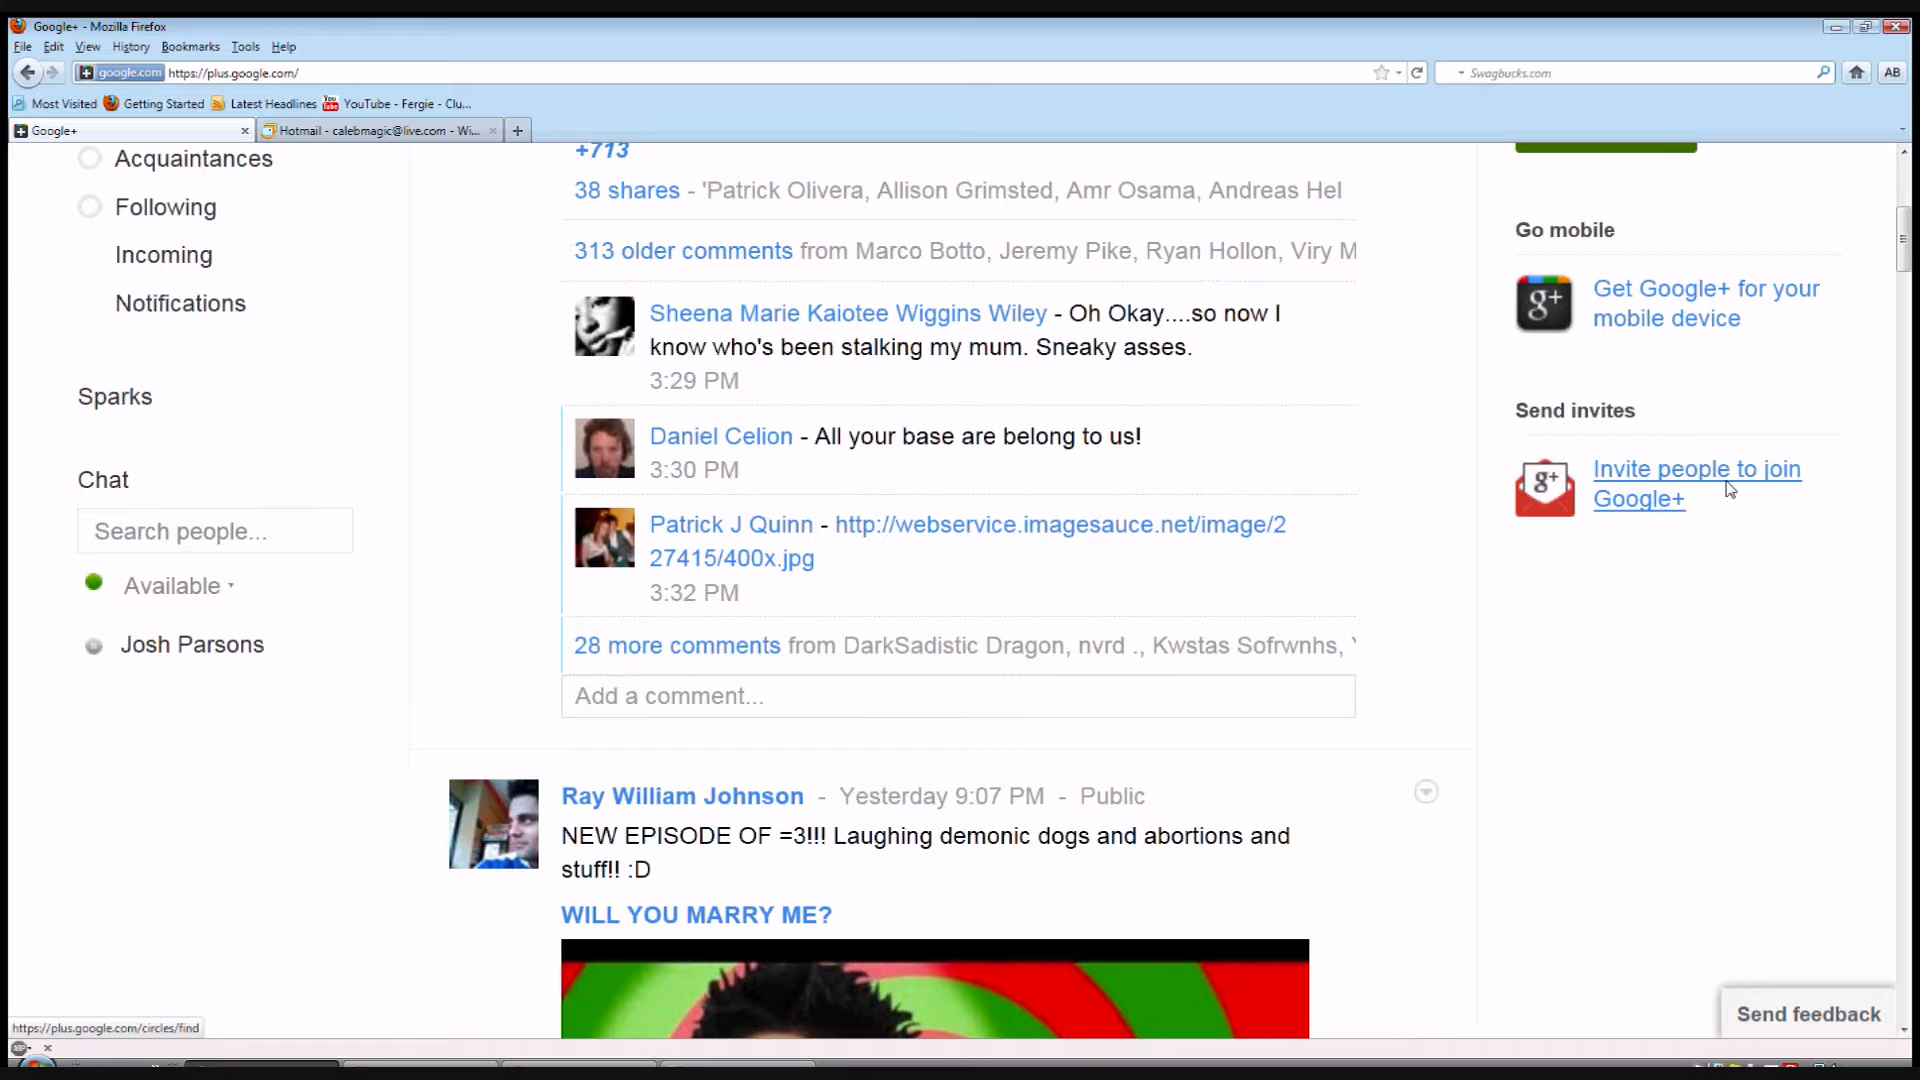 Google+ - Mozilla Firefox
File Edit View History Bookmarks Tools Help
google.com https://plus.google.com/
Swagbucks.com
AB
Most Visited Getting Started Latest Headlines You Tube YouTube - Fergie - Clu...
Google+
Hotmail - calebmagic@live.com - Wi...
Acquaintances
Following
Incoming
Notifications
Sparks
Chat
Search people...
Available
Josh Parsons
+713
38 shares - 'Patrick Olivera, Allison Grimsted, Amr Osama, Andreas Hel
313 older comments from Marco Botto, Jeremy Pike, Ryan Hollon, Viry M
Sheena Marie Kaiotee Wiggins Wiley - Oh Okay....so now I
know who's been stalking my mum. Sneaky asses.
3:29 PM
Daniel Celion - All your base are belong to us!
3:30 PM
Patrick J Quinn - http://webservice.imagesauce.net/image/2
27415/400x.jpg
3:32 PM
28 more comments from DarkSadistic Dragon, nvrd ., Kwstas Sofrwnhs,
Add a comment...
Ray William Johnson - Yesterday 9:07 PM - Public
NEW EPISODE OF =3!!! Laughing demonic dogs and abortions and
stuff!! :D
WILL YOU MARRY ME?
Go mobile
g+
Get Google+ for your
mobile device
Send invites
g+
Invite people to join
Google+
Send feedback
https://plus.google.com/circles/find
ABP